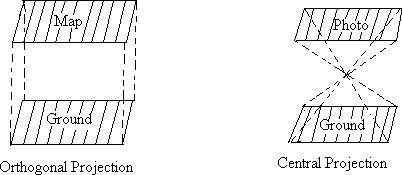 Map
Ground
Orthogonal Projection
Photo
Ground
Central Projection